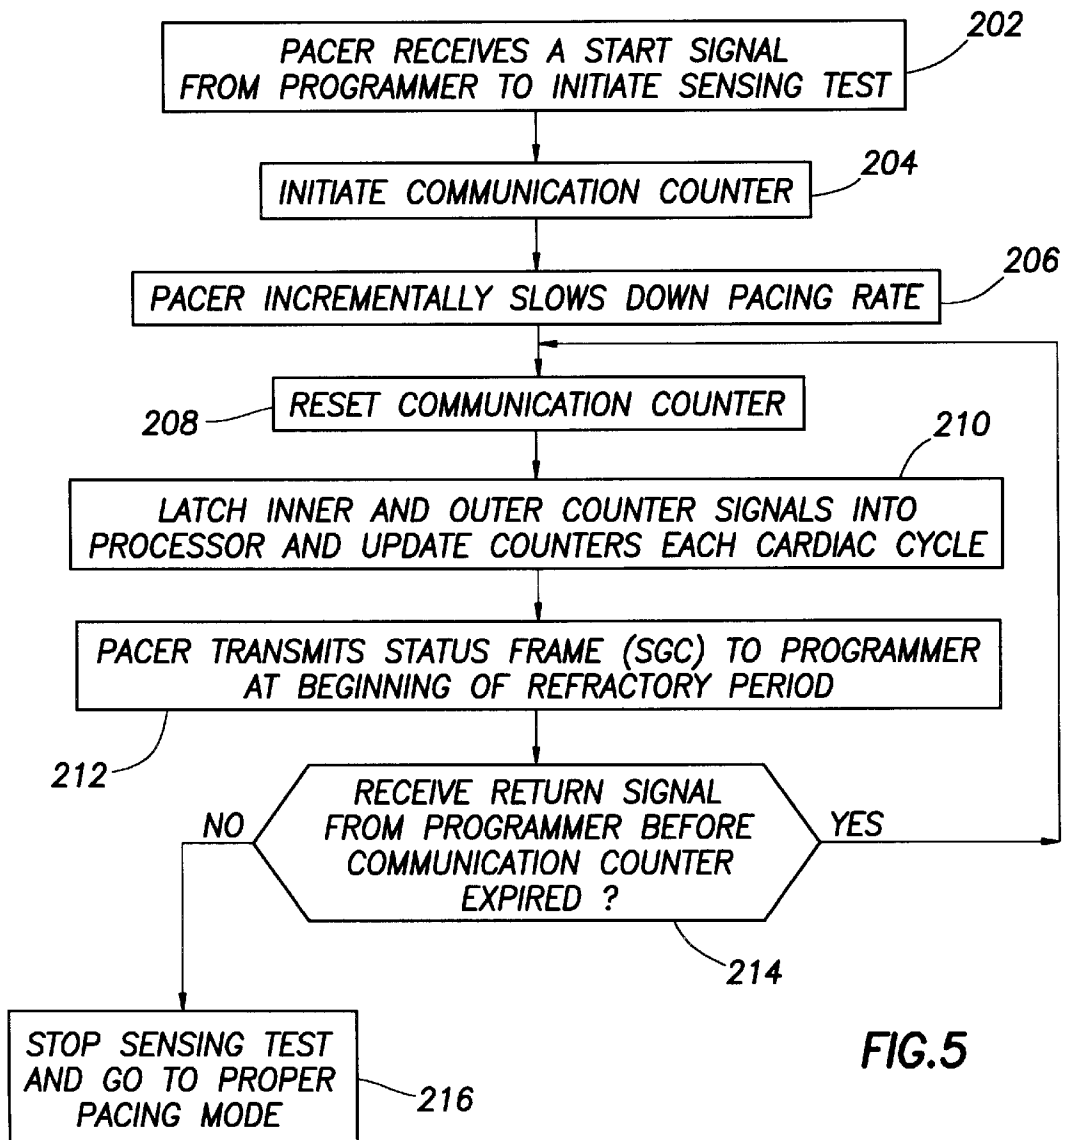 202
PACER RECEIVES A START SIGNAL
FROM PROGRAMMER TO INITIATE SENSING TEST
204
INITIATE COMMUNICATION COUNTER
206
PACER INCREMENTALLY SLOWS DOWN PACING RATE
RESET COMMUNICATION COUNTER
208
210
LATCH INNER AND OUTER COUNTER SIGNALS INTO
PROCESSOR AND UPDATE COUNTERS EACH CARDIAC CYCLE
PACER TRANSMITS STATUS FRAME (SGC) TO PROGRAMMER
AT BEGINNING OF REFRACTORY PERIOD
212
RECEIVE RETURN SIGNAL
FROM PROGRAMMER BEFORE
COMMUNICATION COUNTER
EXPIRED ?
NO
YES
214
STOP SENSING TEST
AND GO TO PROPER
PACING MODE
216
FIG.5